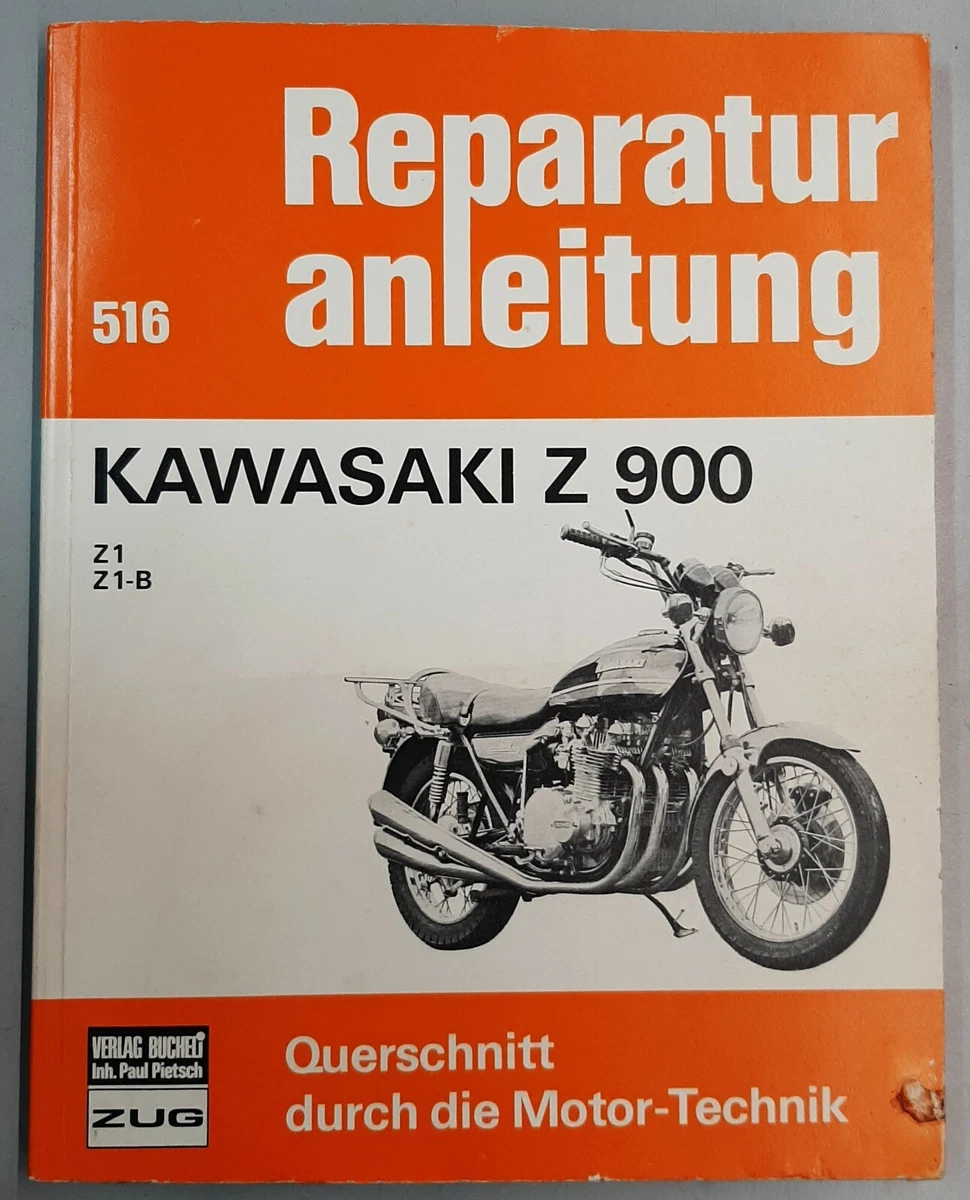 Reparatur
anleitung
516
KAWASAKI Z 900
Z1
Z1-B
VERLAG BUCHELI
Inh. Paul Pietsch
ZUG
Querschnitt
durch die Motor-Technik